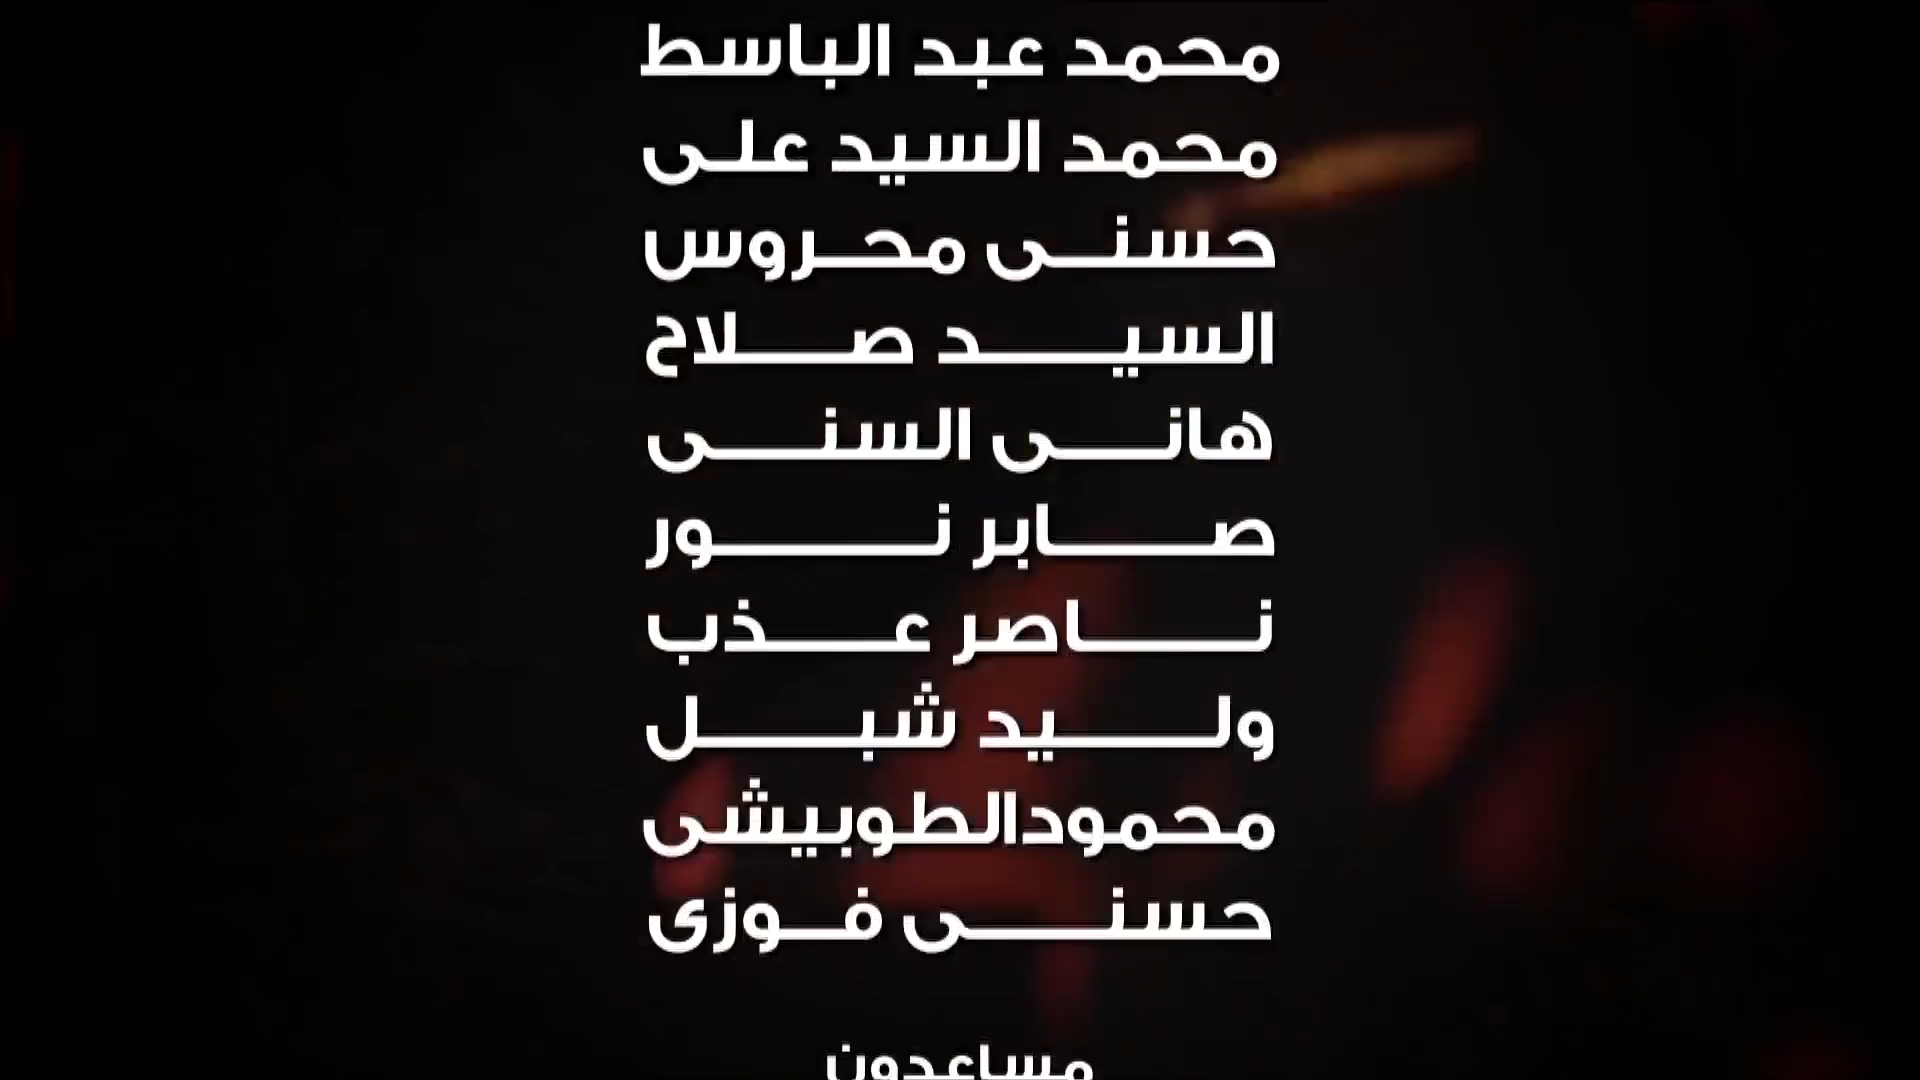 محمد عبد الباسط
محمد السيد على
حسنى محروس
السيد صلاح
هانى السنى
صابر نور
ناصر عذب
وليد شبل
محمودالطوبيشى
حسنى فوزى
مساعدون